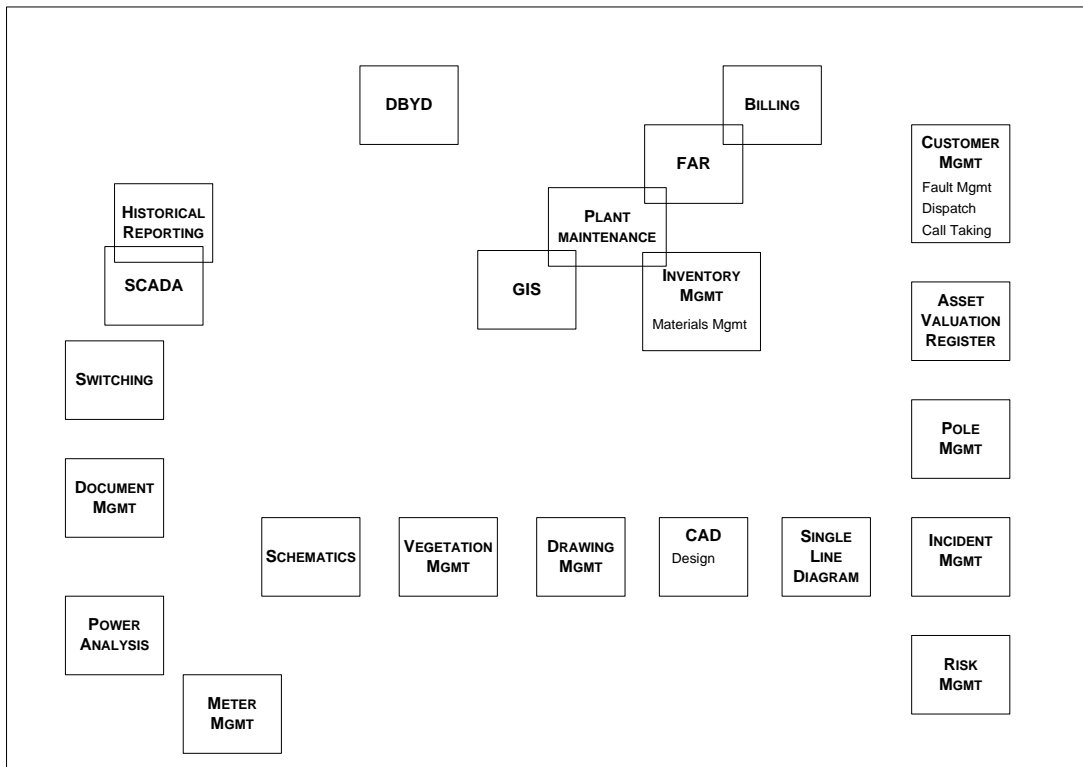 DBYD
BILLING
FAR
CUSTOMER
MGMT
Fault Mgmt
Dispatch
Call Taking
HISTORICAL
REPORTING
PLANT
MAINTENANCE
SCADA
GIS
INVENTORY
MGMT
Materials Mgmt
ASSET
VALUATION
REGISTER
SWITCHING
POLE
MGMT
DOCUMENT
MGMT
SCHEMATICS
VEGETATION
MGMT
DRAWING
MGMT
CAD
Design
SINGLE
LINE
DIAGRAM
INCIDENT
MGMT
POWER
ANALYSIS
RISK
MGMT
METER
MGMT